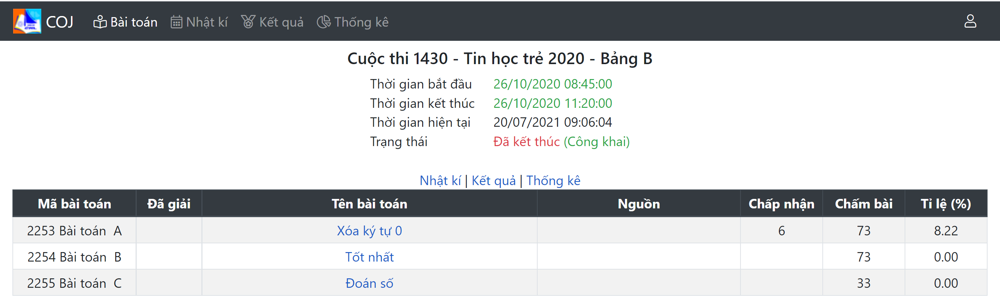 COJ Bài toán Nhật kí Kết quả Thống kê
Cuộc thi 1430 - Tin học trẻ 2020 - Bảng B
Thời gian bắt đầu 26/10/2020 08:45:00
Thời gian kết thúc 26/10/2020 11:20:00
Thời gian hiện tại 20/07/2021 09:06:04
Trạng thái Đã kết thúc (Công khai)
Nhật kí | Kết quả | Thống kê
Mã bài toán Đã giải Tên bài toán Nguồn Chấp nhận Chấm bài Tỉ lệ (%)
2253 Bài toán A Xóa ký tự 0 6 73 8.22
2254 Bài toán B Tốt nhất 73 0.00
2255 Bài toán C Đoán số 33 0.00